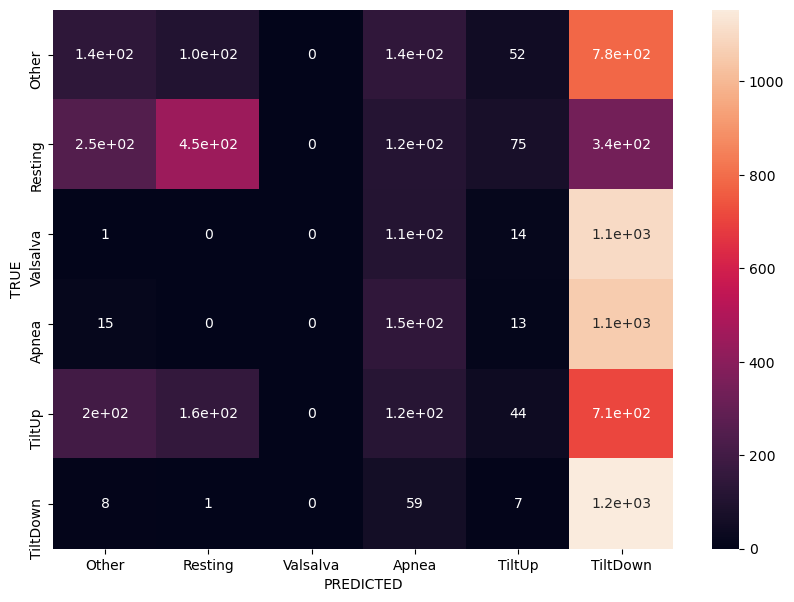 TRUE
Other 1.4e+02 1.0e+02 0 1.4e+02 52 7.8e+02
Resting 2.5e+02 4.5e+02 0 1.2e+02 75 3.4e+02
Valsalva 1 0 0 1.1e+02 14 1.1e+03
Apnea 15 0 0 1.5e+02 13 1.1e+03
TiltUp 2e+02 1.6e+02 0 1.2e+02 44 7.1e+02
TiltDown 8 1 0 59 7 1.2e+03
Other Resting Valsalva Apnea TiltUp TiltDown
PREDICTED
1000
800
600
400
200
0